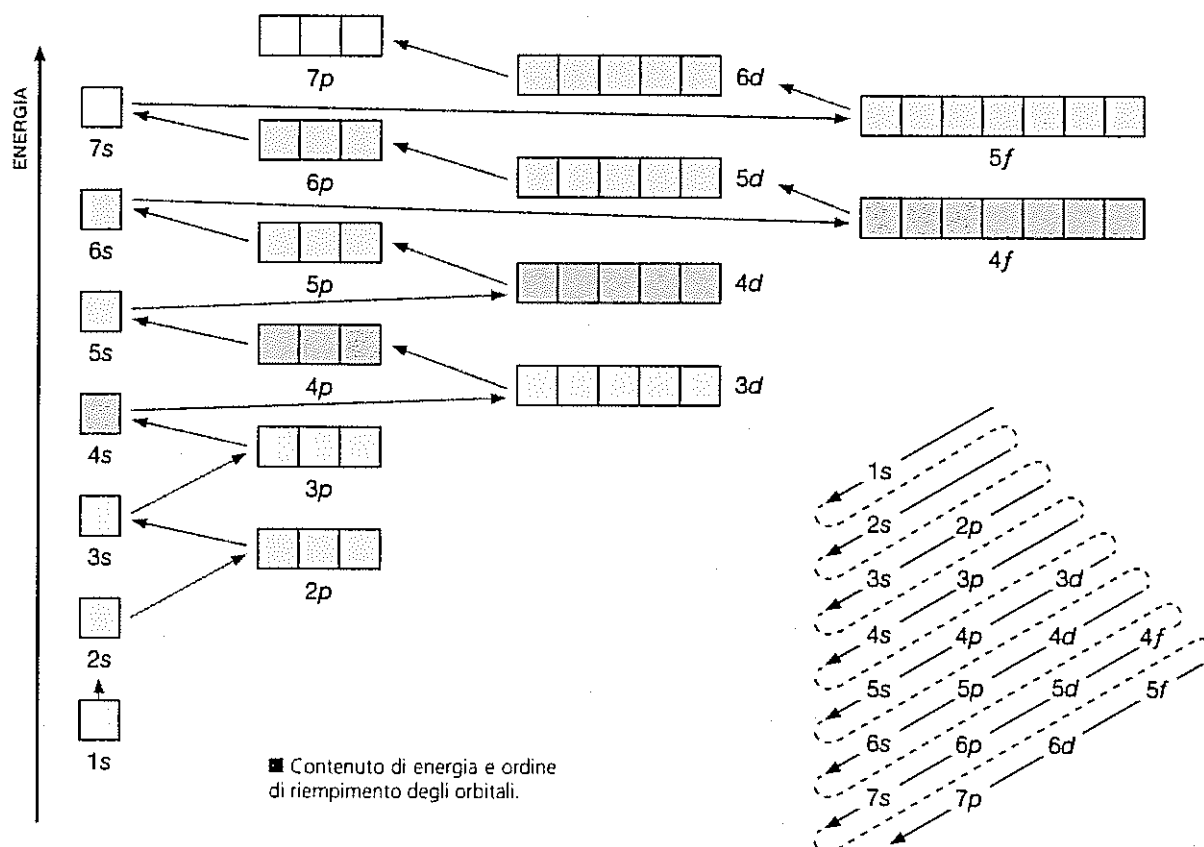 ENERGIA
7p
6d
7s
5f
6p
5d
6s
4f
5p
4d
5s
4p
3d
4s
3p
3s
2p
2s
1s
■ Contenuto di energia e ordine
di riempimento degli orbitali.
1s
2s 2p
3s 3p 3d
4s 4p 4d 4f
5s 5p 5d 5f
6s 6p 6d
7s 7p